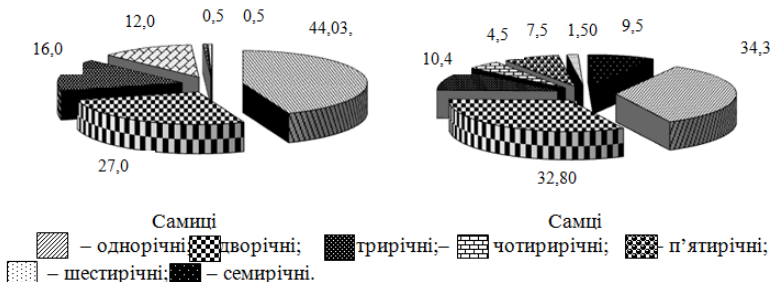 12,0 0,5 0,5 44,03,
16,0
27,0
4,5 7,5 1,50 9,5
34,3
10,4
32,80
Самиці Самці
– однорічні; дворічні; трирічні;– чотирирічні; – п’ятирічні;
– шестирічні; – семирічні.